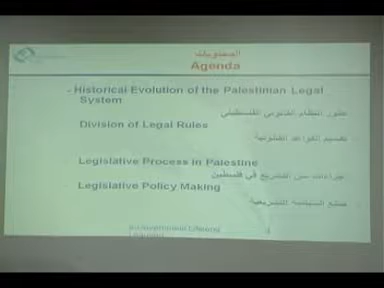 المحتويات
Agenda
- Historical Evolution of the Palestinian Legal
System
تطور النظام القانوني الفلسطيني
Division of Legal Rules
تقسيم القواعد القانونية
Legislative Process in Palestine
إجراءات سن التشريع في فلسطين
Legislative Policy Making
صنع السياسة التشريعية